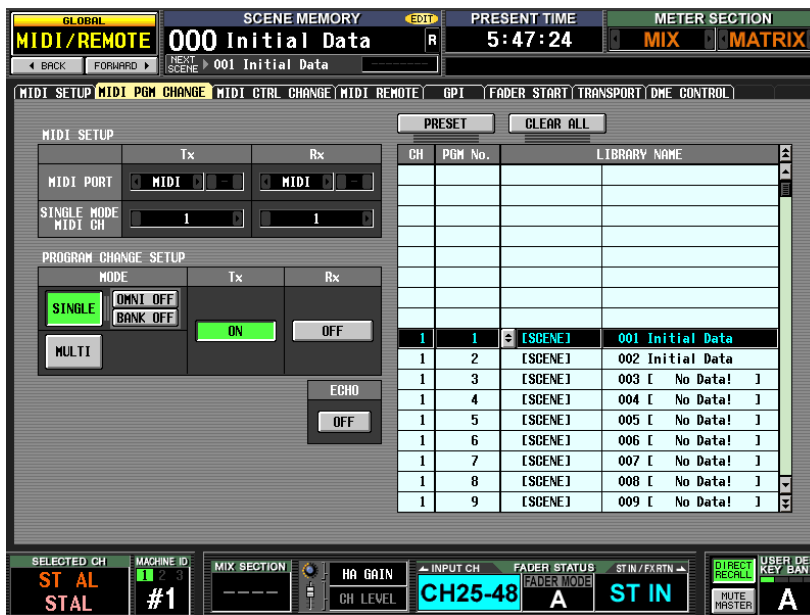 GLOBAL
MIDI/REMOTE
BACK FORWARD
SCENE MEMORY EDIT
000 Initial Data R
NEXT SCENE 001 Initial Data --------
PRESENT TIME
5:47:24
METER SECTION
MIX MATRIX
MIDI SETUP MIDI PGM CHANGE MIDI CTRL CHANGE MIDI REMOTE GPI FADER START TRANSPORT DME CONTROL
MIDI SETUP
Tx Rx
MIDI PORT MIDI - MIDI -
SINGLE MODE MIDI CH 1 1
PROGRAM CHANGE SETUP
MODE Tx Rx
SINGLE OMNI OFF
BANK OFF
ON OFF
MULTI
ECHO
OFF
PRESET CLEAR ALL
CH PGM No. LIBRARY NAME
1 1 [SCENE] 001 Initial Data
1 2 [SCENE] 002 Initial Data
1 3 [SCENE] 003 [ No Data! ]
1 4 [SCENE] 004 [ No Data! ]
1 5 [SCENE] 005 [ No Data! ]
1 6 [SCENE] 006 [ No Data! ]
1 7 [SCENE] 007 [ No Data! ]
1 8 [SCENE] 008 [ No Data! ]
1 9 [SCENE] 009 [ No Data! ]
SELECTED CH
ST AL
STAL
MACHINE ID
1 2 3
#1
MIX SECTION
----
HA GAIN
CH LEVEL
INPUT CH FADER STATUS ST IN/FX RTN
CH25-48 FADER MODE A ST IN
DIRECT RECALL
MUTE MASTER
USER DE
KEY BAN
A